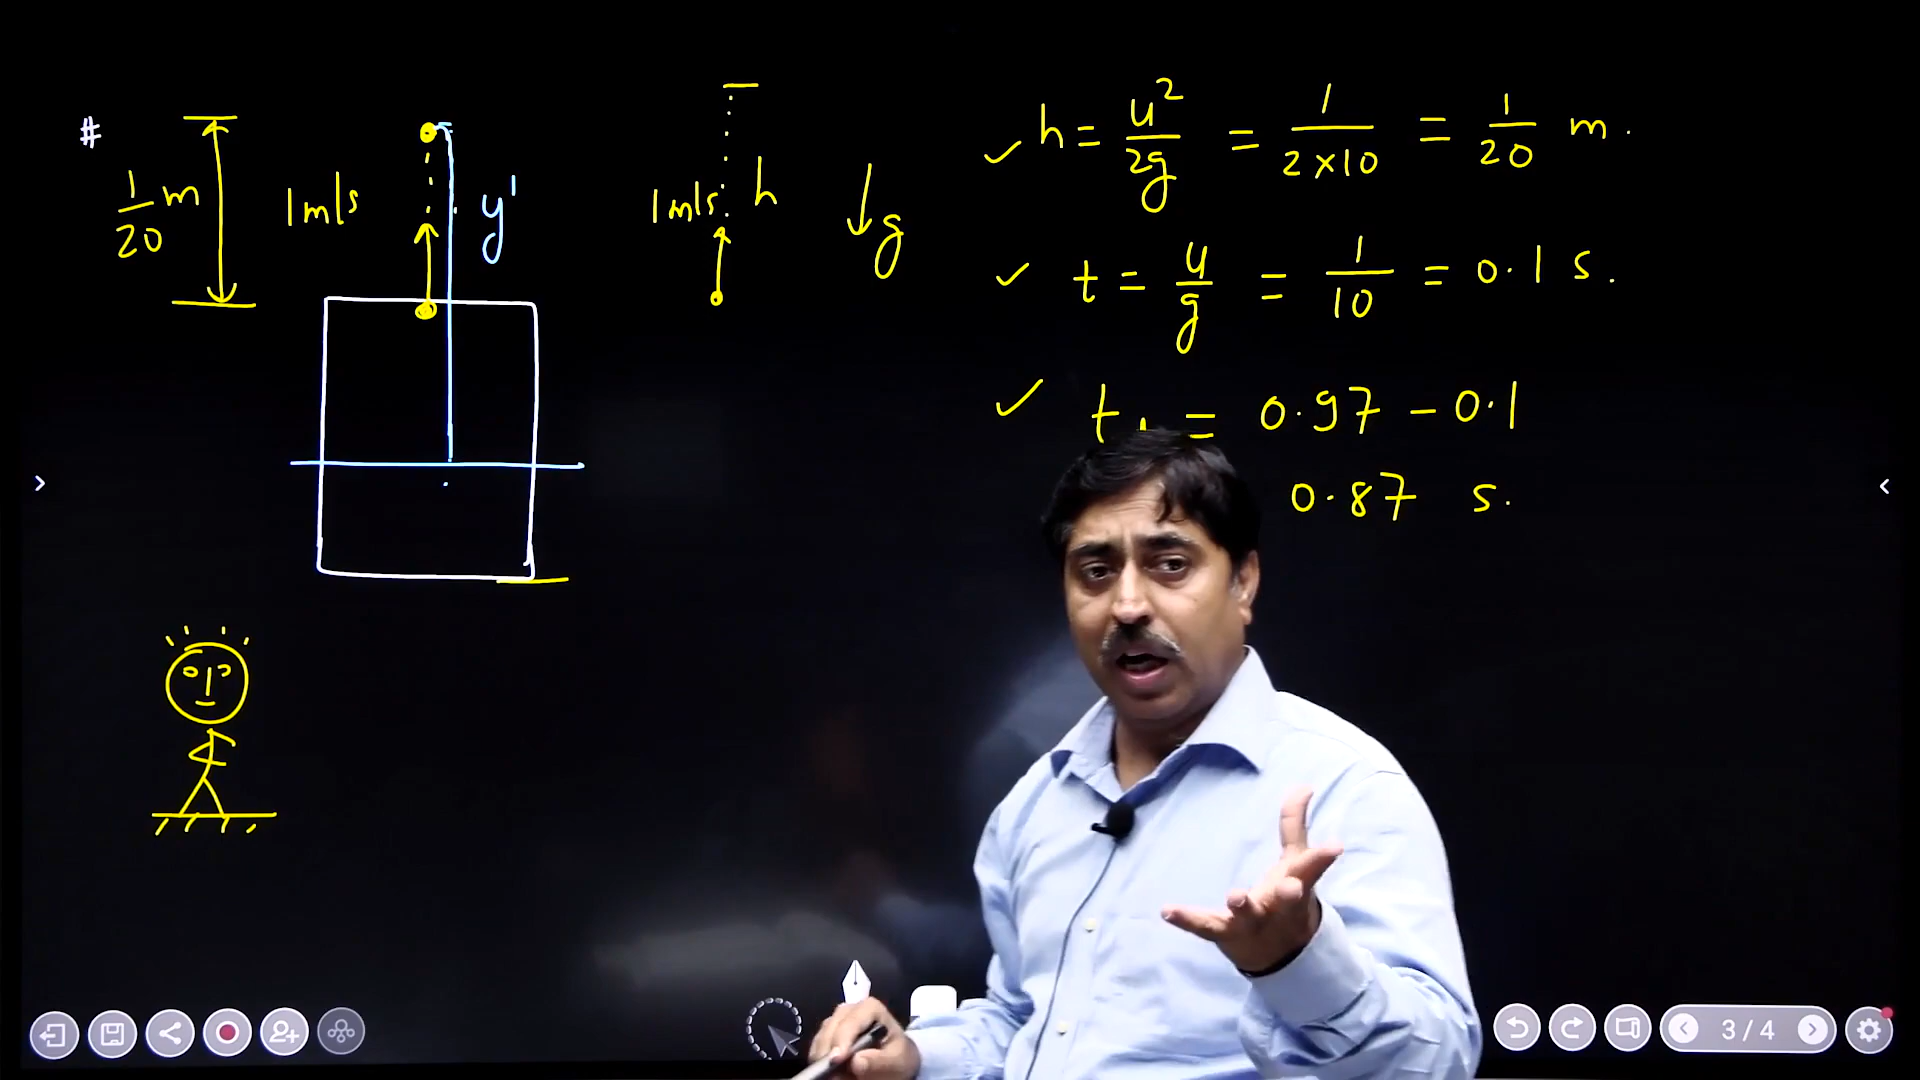 #
1/20 m
1m/s
y'
1m/s
h
↓g
✓ h = u²/2g = 1/2×10 = 1/20 m.
✓ t = u/g = 1/10 = 0.1 s.
✓ t = 0.97 - 0.1
0.87 s.
3/4